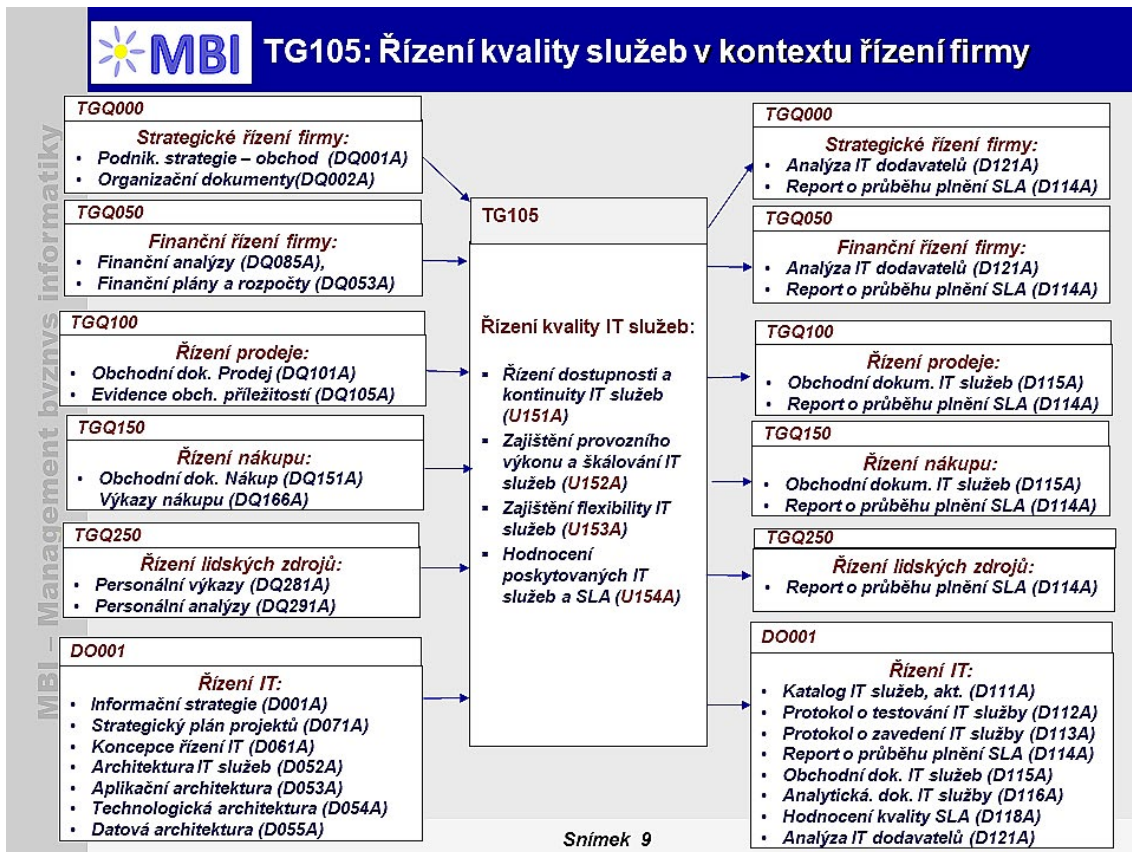 MBI
TG105: Řízení kvality služeb v kontextu řízení firmy
MBI – Management byznys informatiky
TGQ000
Strategické řízení firmy:
• Podnik. strategie – obchod (DQ001A)
• Organizační dokumenty(DQ002A)
TGQ050
Finanční řízení firmy:
• Finanční analýzy (DQ085A),
• Finanční plány a rozpočty (DQ053A)
TGQ100
Řízení prodeje:
• Obchodní dok. Prodej (DQ101A)
• Evidence obch. příležitostí (DQ105A)
TGQ150
Řízení nákupu:
• Obchodní dok. Nákup (DQ151A)
Výkazy nákupu (DQ166A)
TGQ250
Řízení lidských zdrojů:
• Personální výkazy (DQ281A)
• Personální analýzy (DQ291A)
DO001
Řízení IT:
• Informační strategie (D001A)
• Strategický plán projektů (D071A)
• Koncepce řízení IT (D061A)
• Architektura IT služeb (D052A)
• Aplikační architektura (D053A)
• Technologická architektura (D054A)
• Datová architektura (D055A)
TG105
Řízení kvality IT služeb:
▪ Řízení dostupnosti a
kontinuity IT služeb
(U151A)
▪ Zajištění provozního
výkonu a škálování IT
služeb (U152A)
▪ Zajištění flexibility IT
služeb (U153A)
▪ Hodnocení
poskytovaných IT
služeb a SLA (U154A)
TGQ000
Strategické řízení firmy:
• Analýza IT dodavatelů (D121A)
• Report o průběhu plnění SLA (D114A)
TGQ050
Finanční řízení firmy:
• Analýza IT dodavatelů (D121A)
• Report o průběhu plnění SLA (D114A)
TGQ100
Řízení prodeje:
• Obchodní dokum. IT služeb (D115A)
• Report o průběhu plnění SLA (D114A)
TGQ150
Řízení nákupu:
• Obchodní dokum. IT služeb (D115A)
• Report o průběhu plnění SLA (D114A)
TGQ250
Řízení lidských zdrojů:
• Report o průběhu plnění SLA (D114A)
DO001
Řízení IT:
• Katalog IT služeb, akt. (D111A)
• Protokol o testování IT služby (D112A)
• Protokol o zavedení IT služby (D113A)
• Report o průběhu plnění SLA (D114A)
• Obchodní dok. IT služeb (D115A)
• Analytická. dok. IT služby (D116A)
• Hodnocení kvality SLA (D118A)
• Analýza IT dodavatelů (D121A)
Snímek 9